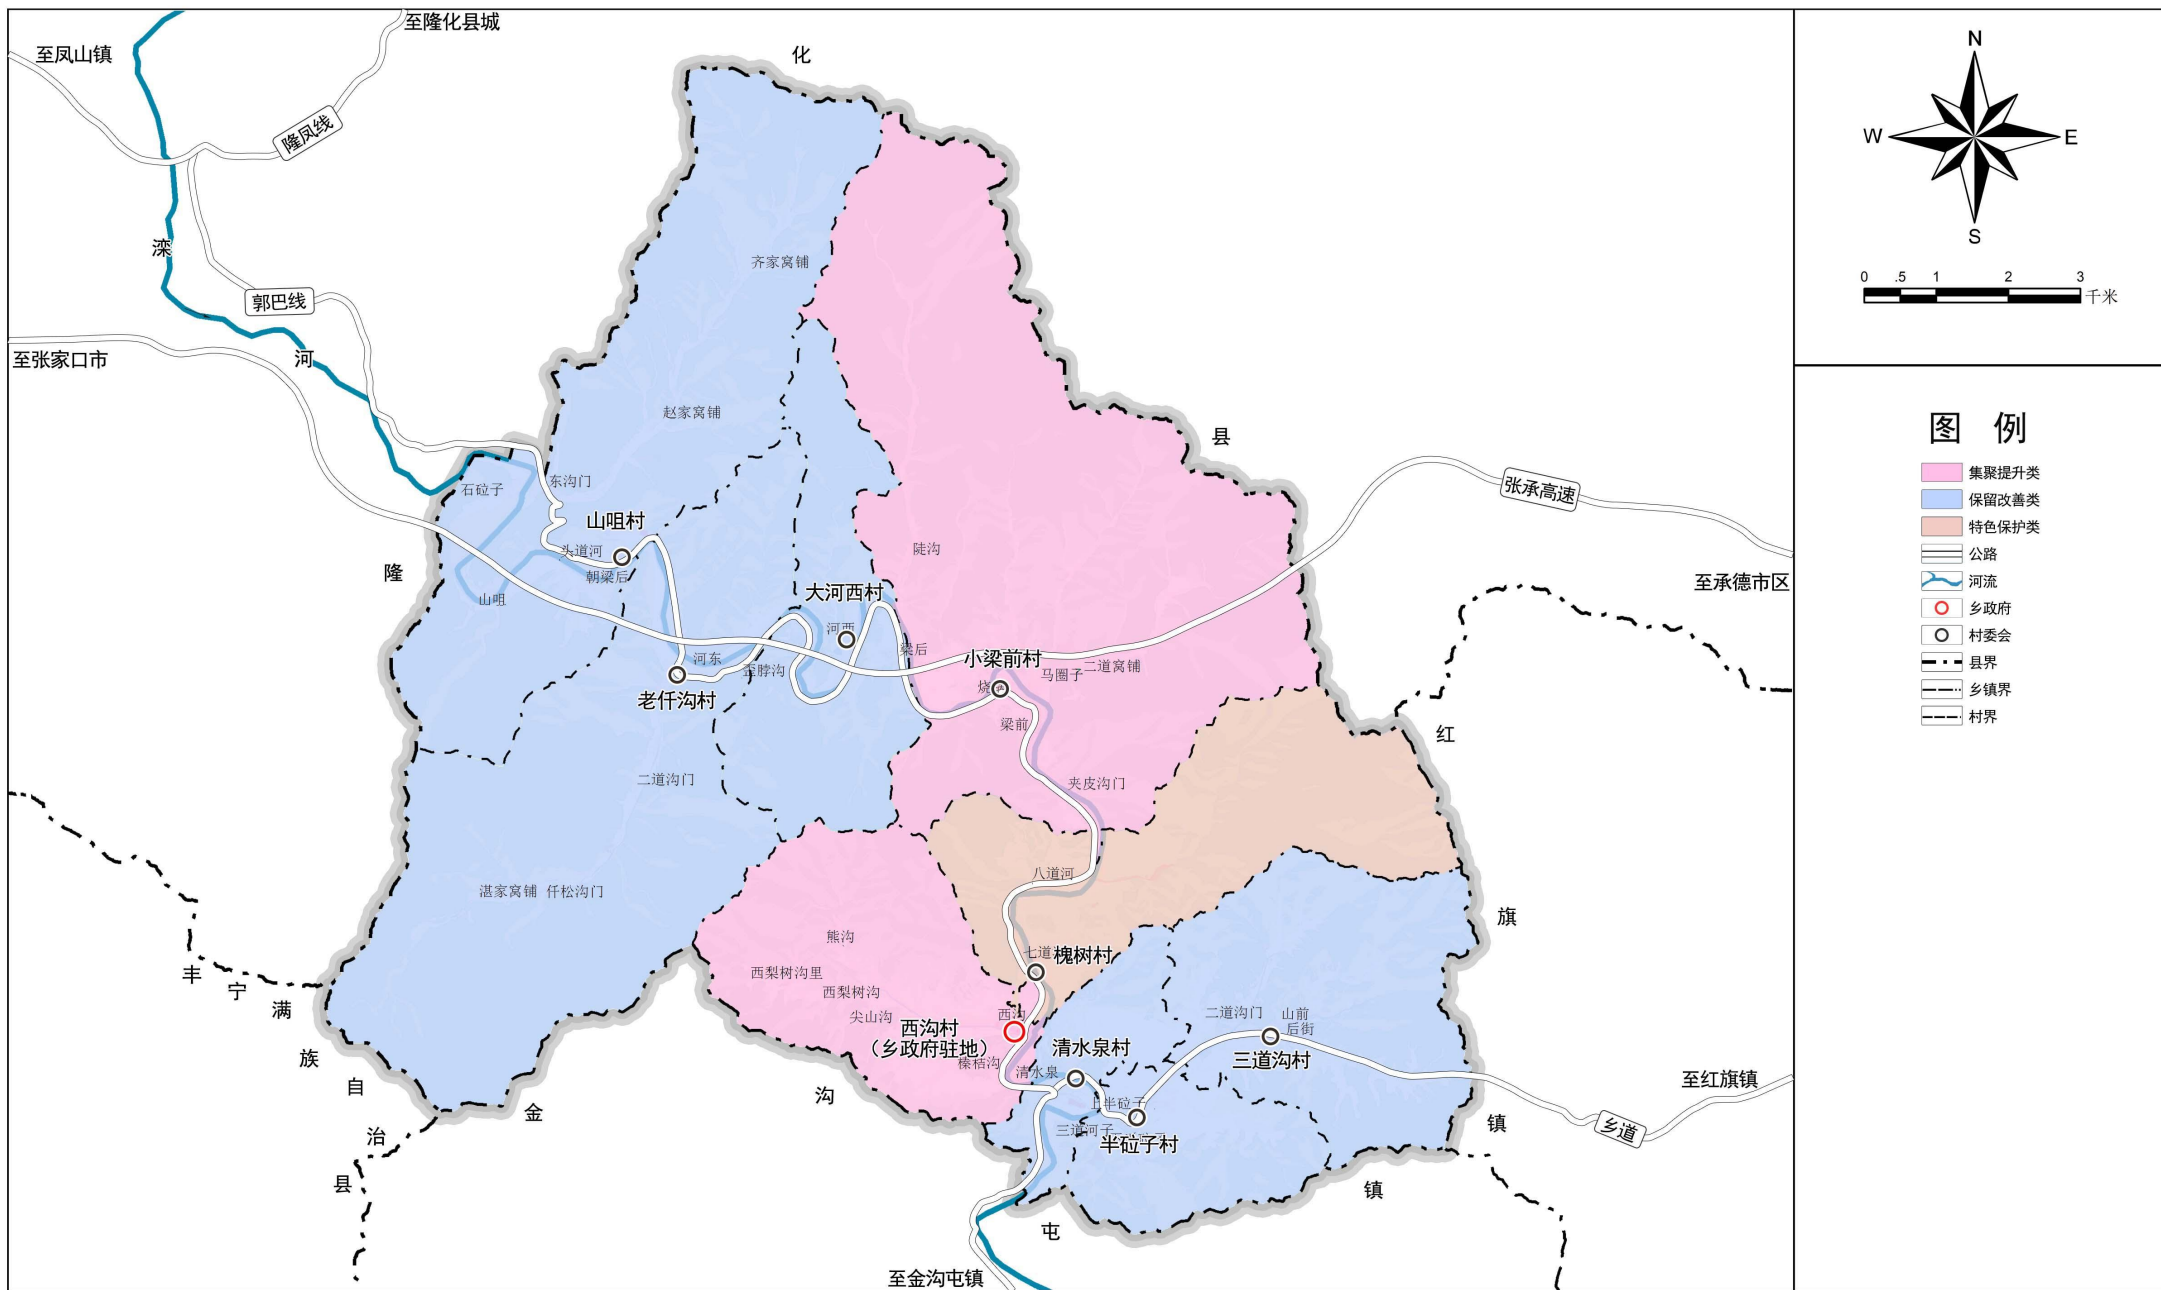 至隆化县城
至凤山镇
隆凤线
化
N
W
E
S
滦
齐家窝铺
0 .5 1 2 3
千米
郭巴线
河
至张家口市
赵家窝铺
县
图 例
集聚提升类
保留改善类
特色保护类
公路
河流
乡政府
村委会
县界
乡镇界
村界
石砬子
东沟门
张承高速
山咀村
头道河
陡沟
朝梁后
隆
至承德市区
山咀
大河西村
河西
梁后
小梁前村
河东
歪脖沟
马圈子
二道窝铺
烧
老仟沟村
梁前
红
二道沟门
夹皮沟门
八道河
湛家窝铺 仟松沟门
旗
熊沟
七道
槐树村
西梨树沟里
西梨树沟
丰
宁
满
尖山沟
西沟
二道沟门
山前
后街
西沟村
（乡政府驻地）
清水泉村
三道沟村
榛秸沟
清水泉
族
自
至红旗镇
沟
上半砬子
金
镇
乡道
治
三道河子
半砬子村
县
镇
屯
至金沟屯镇